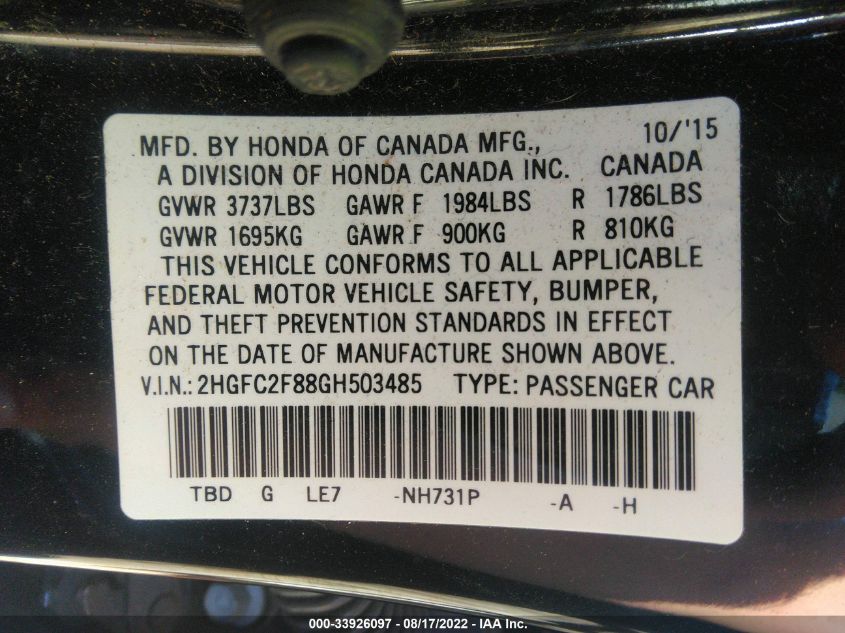 MFD. BY HONDA OF CANADA MFG., 10/'15
A DIVISION OF HONDA CANADA INC. CANADA
GVWR 3737LBS GAWR F 1984LBS R 1786LBS
GVWR 1695KG GAWR F 900KG R 810KG
THIS VEHICLE CONFORMS TO ALL APPLICABLE
FEDERAL MOTOR VEHICLE SAFETY, BUMPER,
AND THEFT PREVENTION STANDARDS IN EFFECT
ON THE DATE OF MANUFACTURE SHOWN ABOVE.
V.I.N.: 2HGFC2F88GH503485 TYPE: PASSENGER CAR
TBD G LE7 -NH731P -A -H
000-33926097 - 08/17/2022 - IAA Inc.